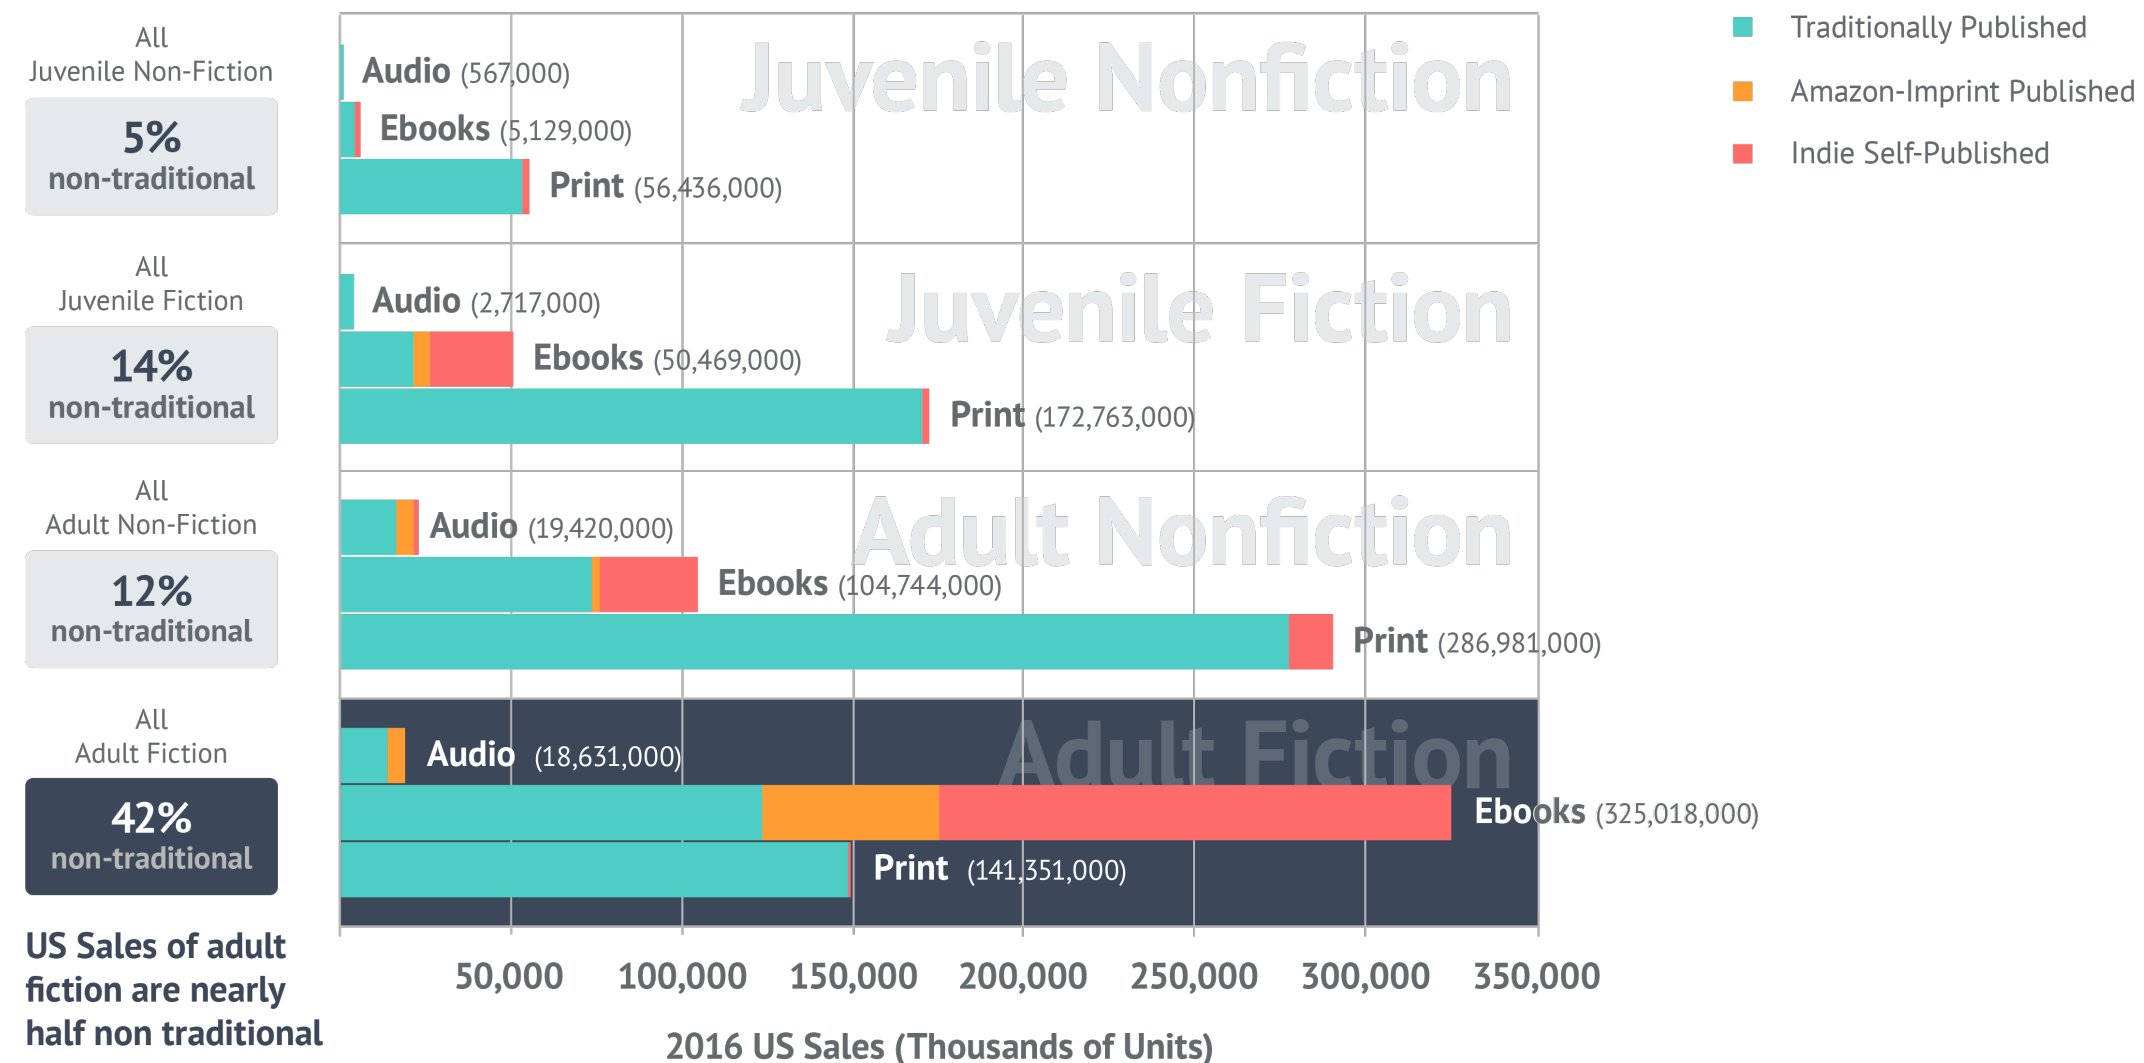 All
Juvenile Non-Fiction
5%
non-traditional
Juvenile Nonfiction
Audio (567,000)
Ebooks (5,129,000)
Print (56,436,000)
Traditionally Published
Amazon-Imprint Published
Indie Self-Published
All
Juvenile Fiction
14%
non-traditional
Juvenile Fiction
Audio (2,717,000)
Ebooks (50,469,000)
Print (172,763,000)
All
Adult Non-Fiction
12%
non-traditional
Adult Nonfiction
Audio (19,420,000)
Ebooks (104,744,000)
Print (286,981,000)
All
Adult Fiction
42%
non-traditional
Adult Fiction
Audio (18,631,000)
Ebooks (325,018,000)
Print (141,351,000)
US Sales of adult
fiction are nearly
half non traditional
50,000 100,000 150,000 200,000 250,000 300,000 350,000
2016 US Sales (Thousands of Units)